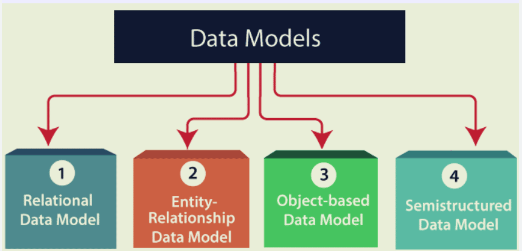 Data Models
1
Relational
Data Model
2
Entity-
Relationship
Data Model
3
Object-based
Data Model
4
Semistructured
Data Model